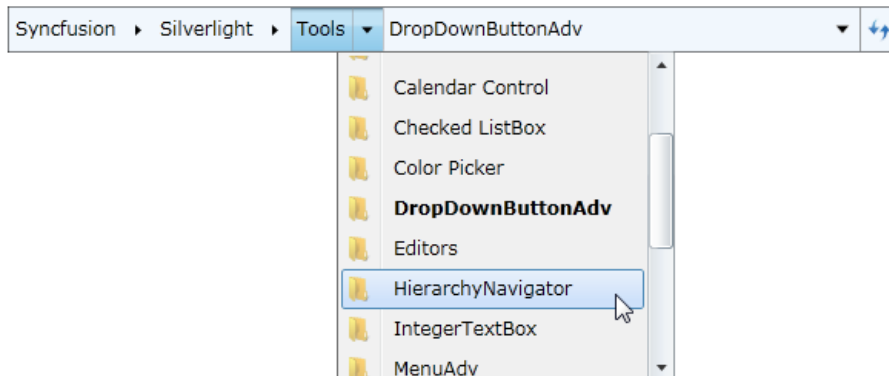 Syncfusion Silverlight Tools DropDownButtonAdv
Calendar Control
Checked ListBox
Color Picker
DropDownButtonAdv
Editors
HierarchyNavigator
IntegerTextBox
MenuAdv